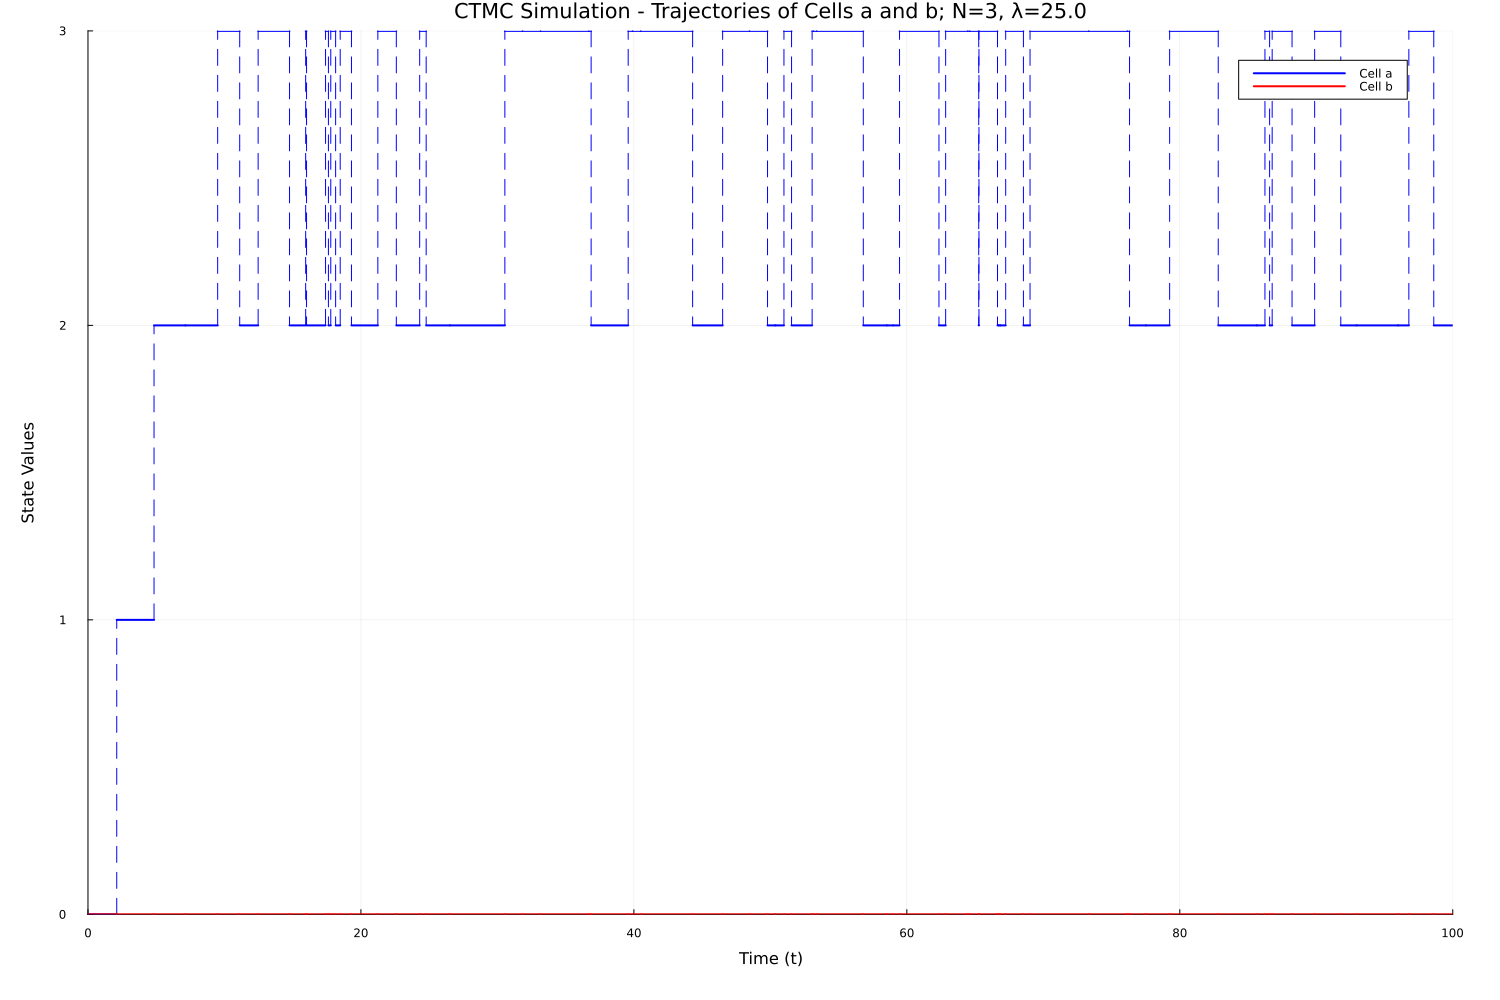 CTMC Simulation - Trajectories of Cells a and b; N=3, λ=25.0
3
Cell a
Cell b
2
State Values
1
0
0 20 40 60 80 100
Time (t)